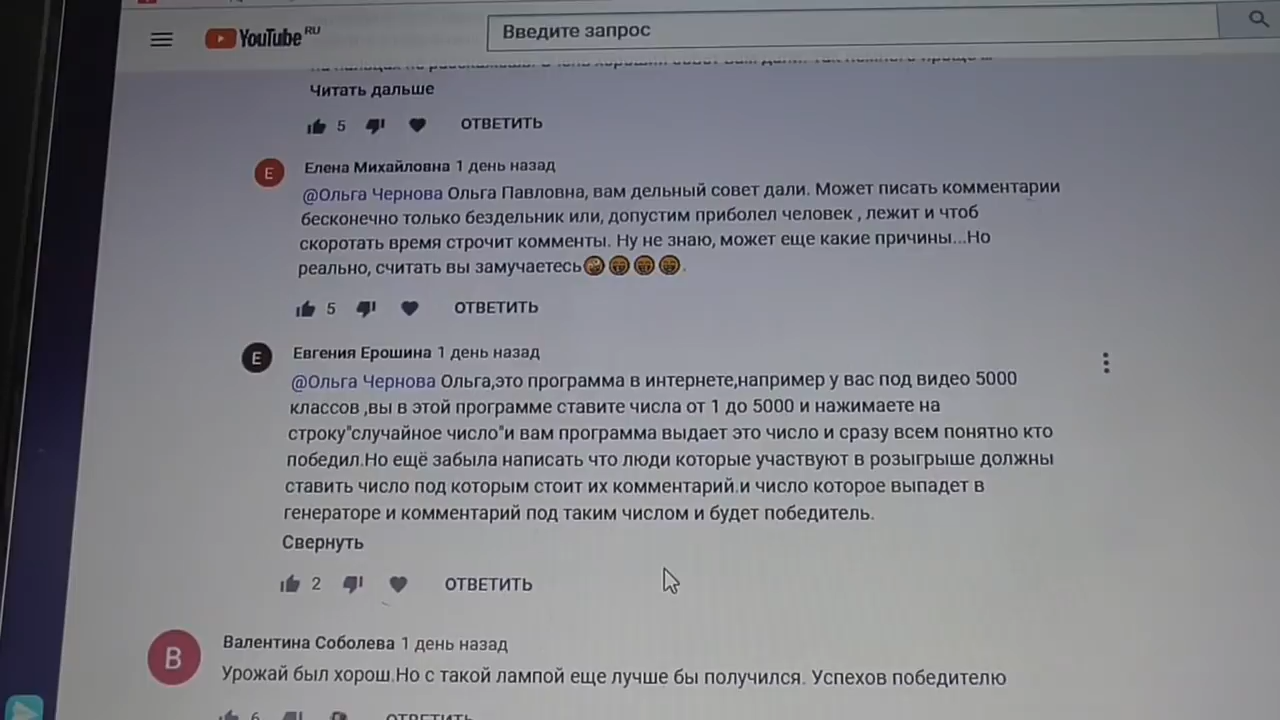 YouTube RU
Введите запрос
Читать дальше
5 ОТВЕТИТЬ
Е Елена Михайловна 1 день назад
@Ольга Чернова Ольга Павловна, вам дельный совет дали. Может писать комментарии
бесконечно только бездельник или, допустим приболел человек , лежит и чтоб
скоротать время строчит комменты. Ну не знаю, может еще какие причины...Но
реально, считать вы замучаетесь🤪😁😁😁.
5 ОТВЕТИТЬ
Е Евгения Ерошина 1 день назад
@Ольга Чернова Ольга,это программа в интернете,например у вас под видео 5000
классов ,вы в этой программе ставите числа от 1 до 5000 и нажимаете на
строку"случайное число"и вам программа выдает это число и сразу всем понятно кто
победил.Но ещё забыла написать что люди которые участвуют в розыгрыше должны
ставить число под которым стоит их комментарий.и число которое выпадет в
генераторе и комментарий под таким числом и будет победитель.
Свернуть
2 ОТВЕТИТЬ
В Валентина Соболева 1 день назад
Урожай был хорош.Но с такой лампой еще лучше бы получился. Успехов победителю
6 ОТВЕТИТЬ